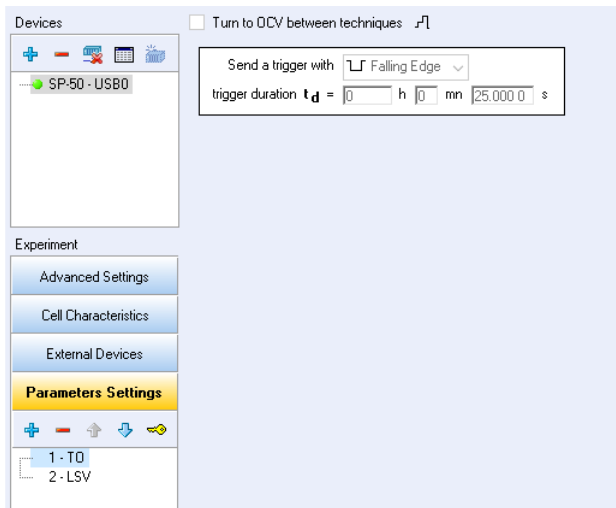 Devices
SP-50 - USB0
Turn to OCV between techniques
Send a trigger with Falling Edge
trigger duration td = 0 h 0 mn 25.000 0 s
Experiment
Advanced Settings
Cell Characteristics
External Devices
Parameters Settings
1 - TO
2 - LSV